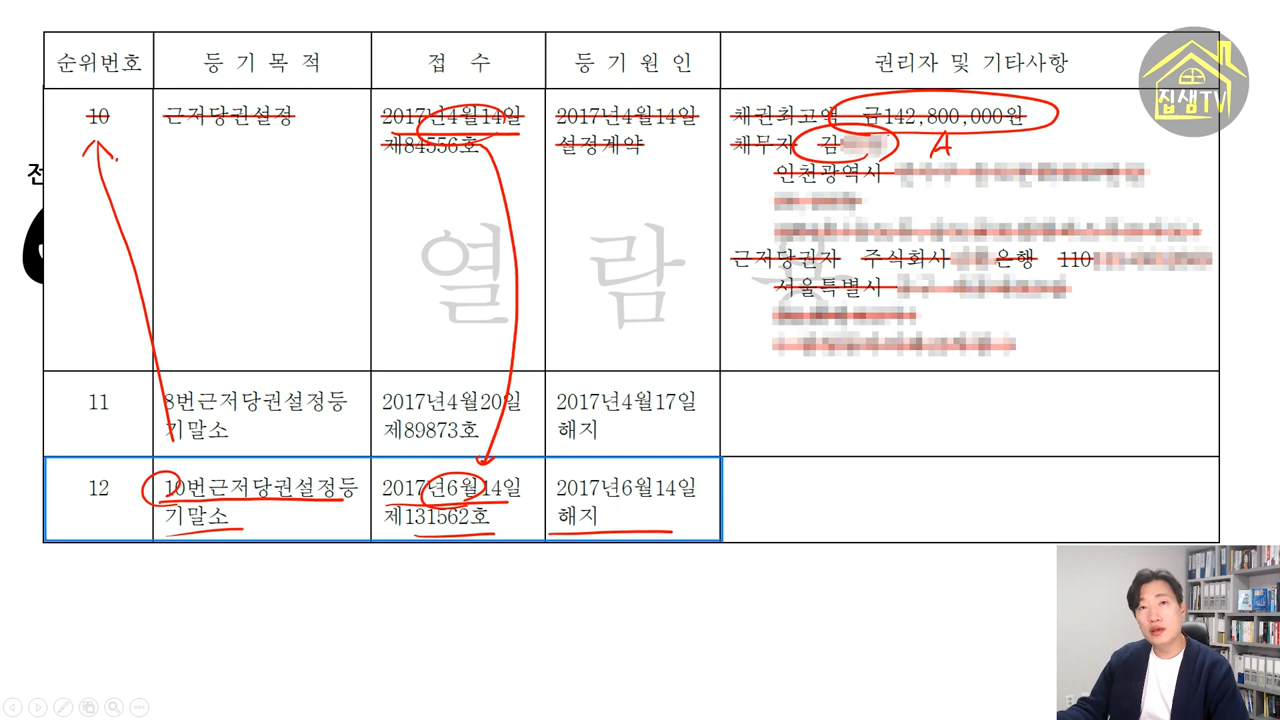 순위번호 등 기 목 적 접 수 등 기 원 인 권리자 및 기타사항
집샘TV
10 근저당권설정 2017년4월14일 2017년4월14일 채권최고액 금142,800,000원
제84556호 설정계약 채무자 김
A
인천광역시
전
열 람 용
근저당권자 주식회사 은행 110
서울특별시
11 8번근저당권설정등 2017년4월20일 2017년4월17일
기말소 제89873호 해지
12 10번근저당권설정등 2017년6월14일 2017년6월14일
기말소 제131562호 해지